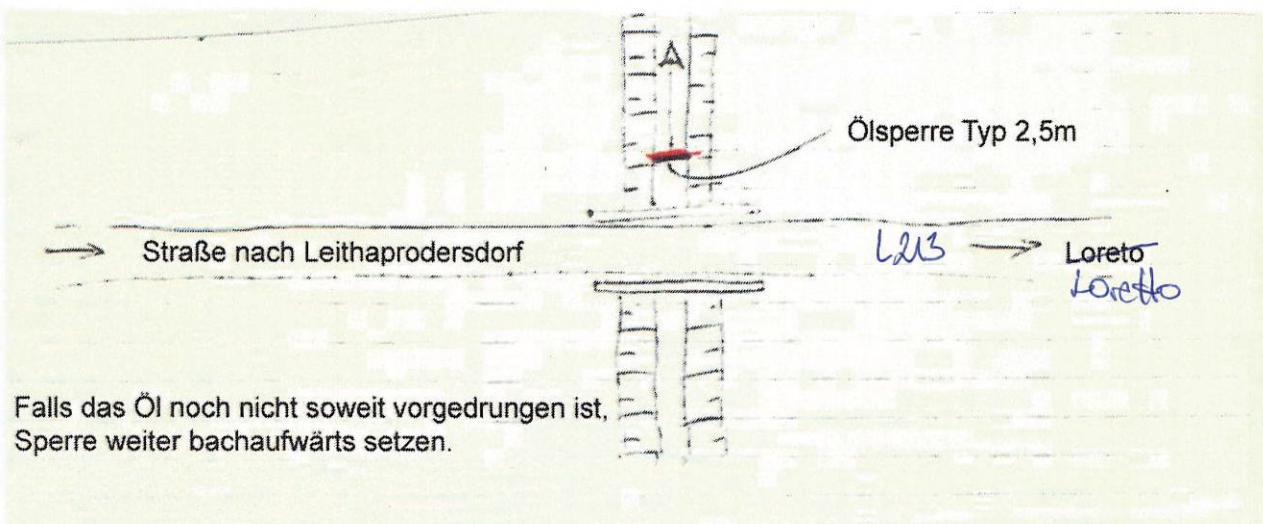 Ölsperre Typ 2,5m
Straße nach Leithaprodersdorf
L213
Loreto
Loretto
Falls das Öl noch nicht soweit vorgedrungen ist,
Sperre weiter bachaufwärts setzen.